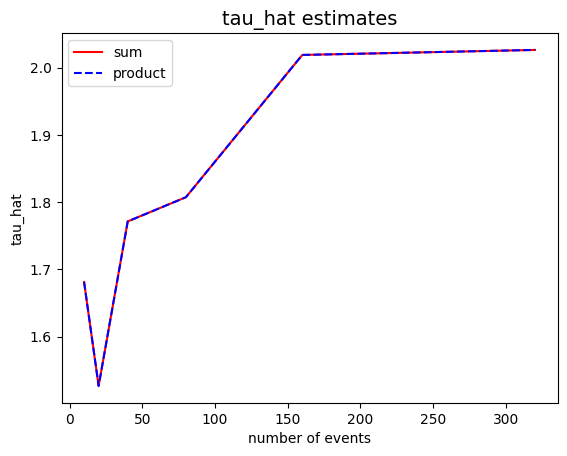 tau_hat estimates
sum
product
2.0
1.9
1.8
1.7
1.6
tau_hat
0 50 100 150 200 250 300
number of events